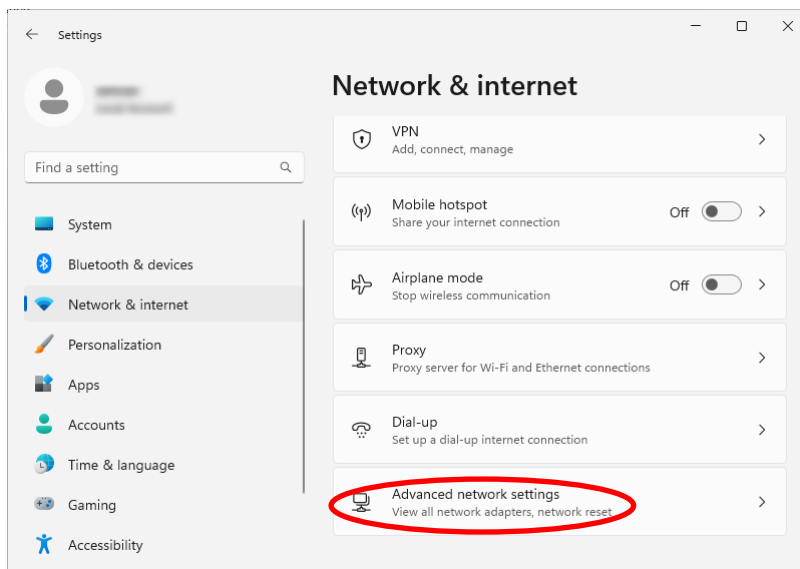 Settings
Network & internet
Find a setting
System
Bluetooth & devices
Network & internet
Personalization
Apps
Accounts
Time & language
Gaming
Accessibility
VPN
Add, connect, manage
Mobile hotspot
Share your internet connection
Off
Airplane mode
Stop wireless communication
Off
Proxy
Proxy server for Wi-Fi and Ethernet connections
Dial-up
Set up a dial-up internet connection
Advanced network settings
View all network adapters, network reset